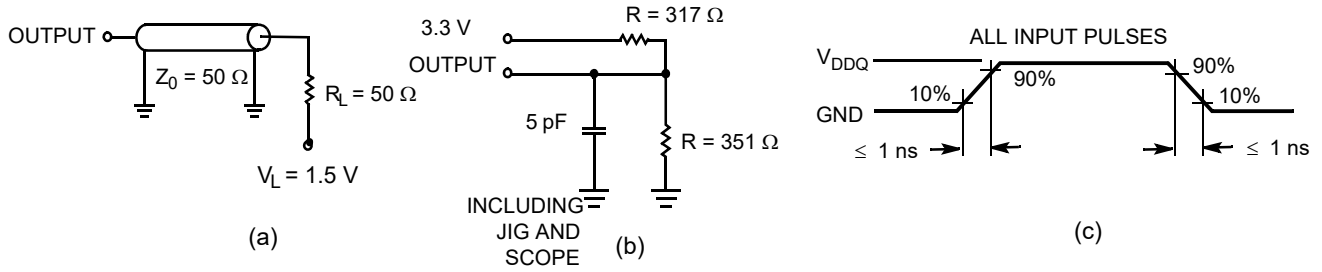 OUTPUT
Z0 = 50 Ω
RL = 50 Ω
VL = 1.5 V
(a)
3.3 V
R = 317 Ω
OUTPUT
5 pF
R = 351 Ω
INCLUDING
JIG AND
SCOPE
(b)
ALL INPUT PULSES
VDDQ
GND
10%
90%
90%
10%
≤ 1 ns
≤ 1 ns
(c)